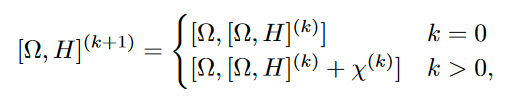 [Ω, H]^{(k+1)} = { [Ω, [Ω, H]^{(k)}] k = 0
[Ω, [Ω, H]^{(k)} + χ^{(k)}] k > 0,